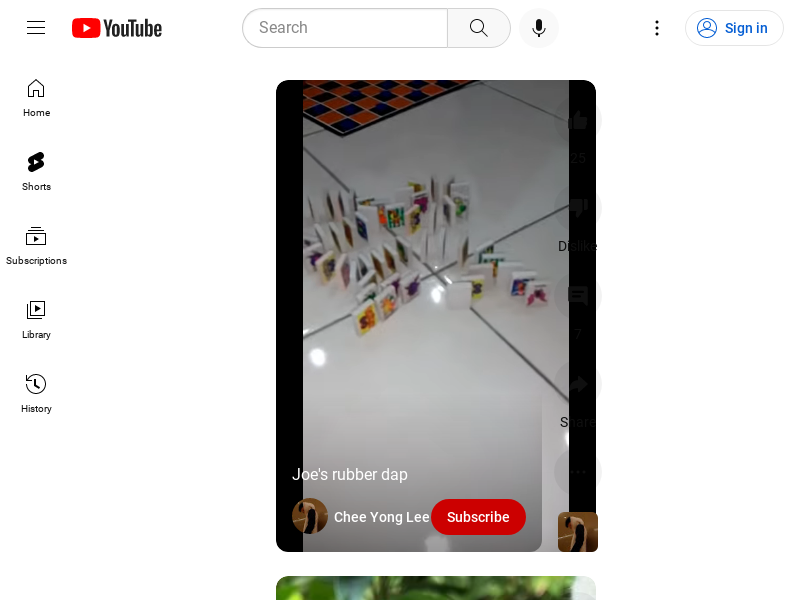 YouTube
Search
Sign in
Home
Shorts
Subscriptions
Library
History
25
Dislike
7
Share
Joe's rubber dap
Chee Yong Lee
Subscribe